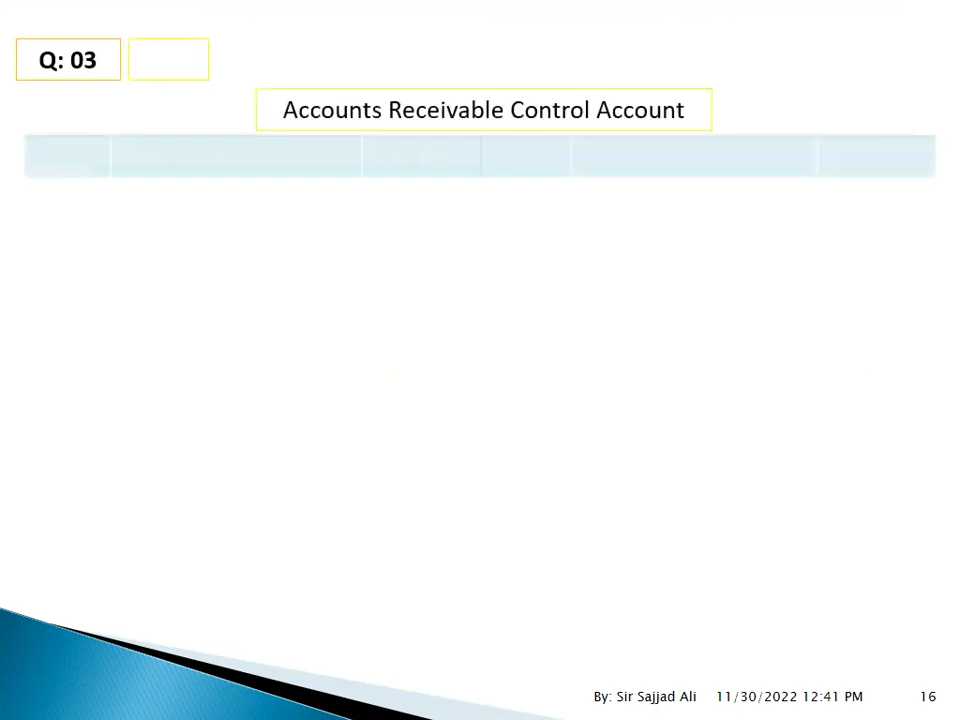 Q: 03
Accounts Receivable Control Account
By: Sir Sajjad Ali 11/30/2022 12:41 PM 16